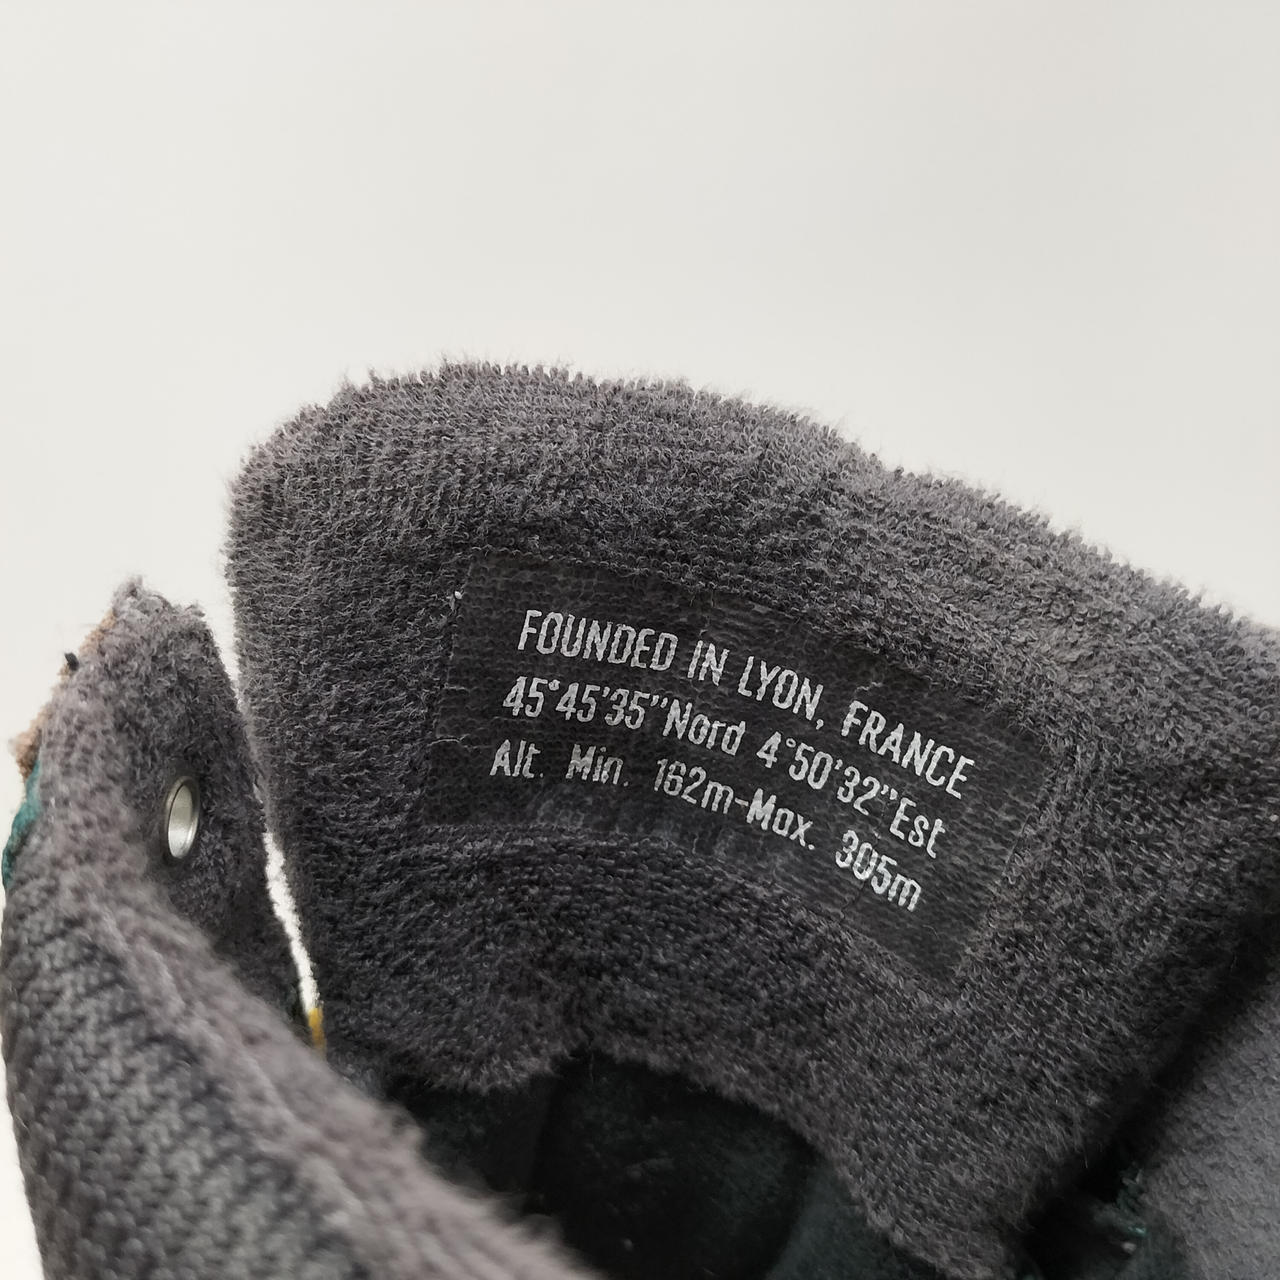 FOUNDED IN LYON, FRANCE
45°45'35"Nord 4°50'32"Est
Alt. Min. 162m-Max. 305m